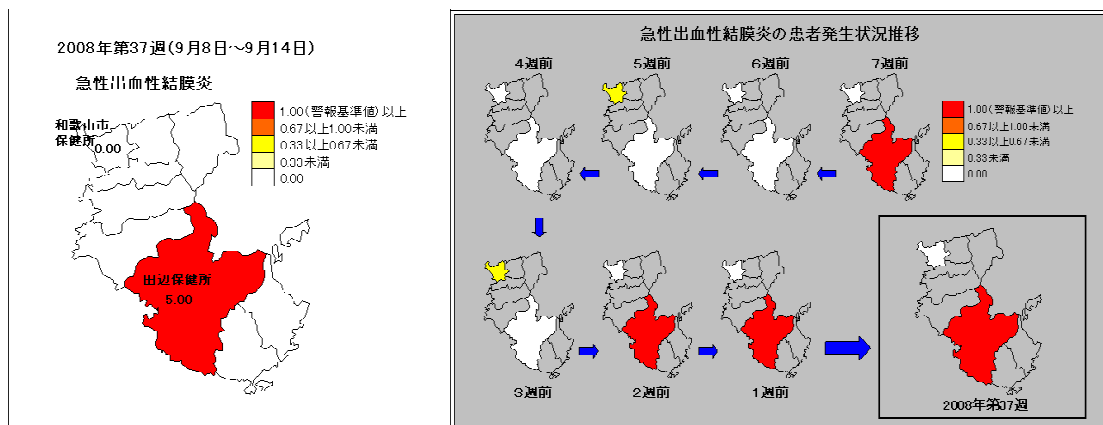 2008年第37週(9月8日～9月14日)
急性出血性結膜炎
1.00(警報基準値)以上
0.67以上1.00未満
0.33以上0.67未満
0.33未満
0.00
和歌山市
保健所
0.00
田辺保健所
5.00
急性出血性結膜炎の患者発生状況推移
4週前
5週前
6週前
7週前
1.00(警報基準値)以上
0.67以上1.00未満
0.33以上0.67未満
0.33未満
0.00
3週前
2週前
1週前
2008年第37週